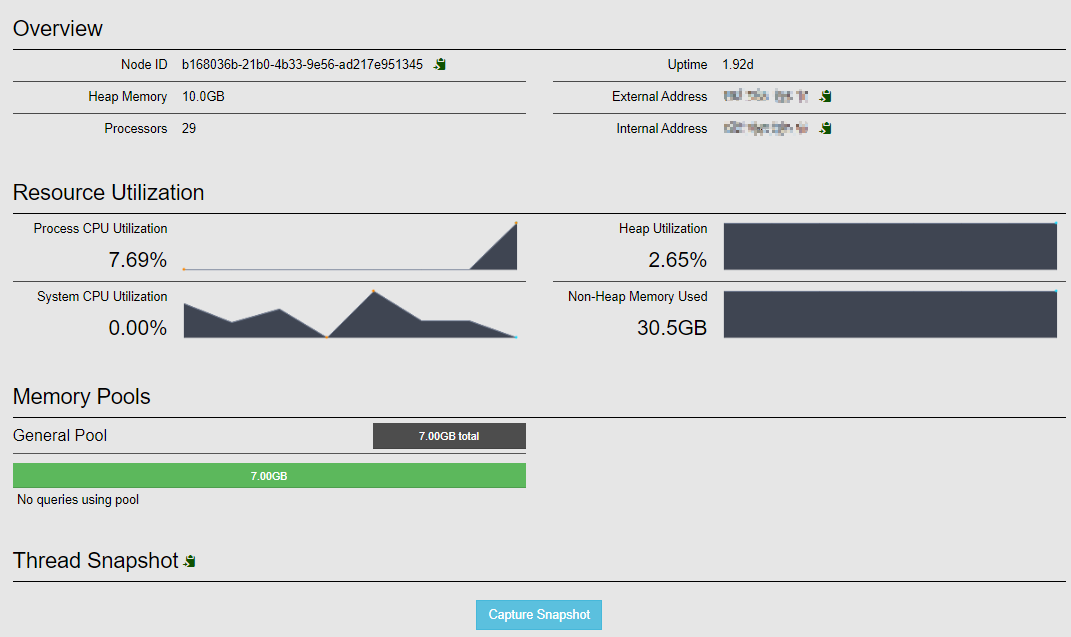 Overview
Node ID b168036b-21b0-4b33-9e56-ad217e951345
Uptime 1.92d
Heap Memory 10.0GB
External Address
Processors 29
Internal Address
Resource Utilization
Process CPU Utilization
7.69%
Heap Utilization
2.65%
System CPU Utilization
0.00%
Non-Heap Memory Used
30.5GB
Memory Pools
General Pool 7.00GB total
7.00GB
No queries using pool
Thread Snapshot
Capture Snapshot